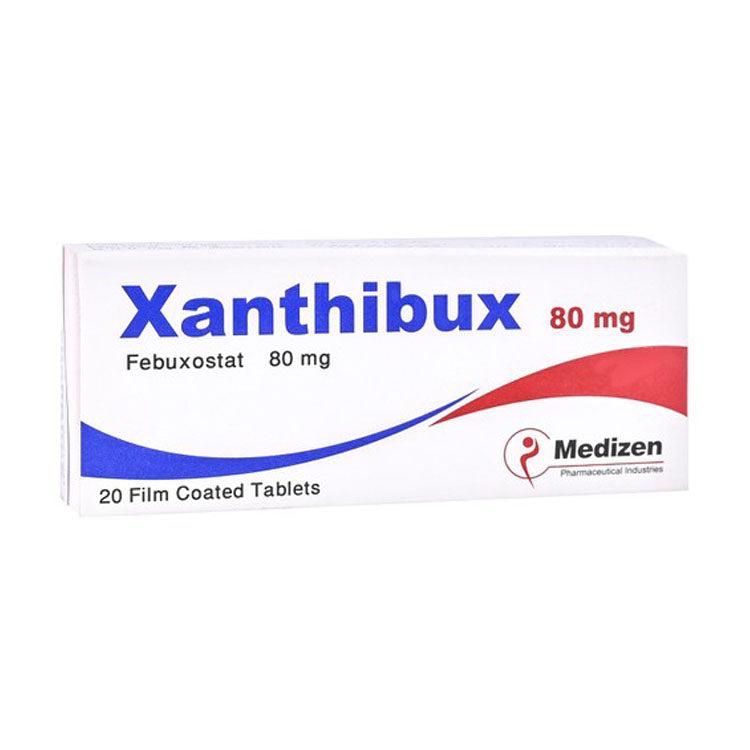 Xanthibux 80 mg
Febuxostat 80 mg
Medizen
Pharmaceutical Industries
20 Film Coated Tablets